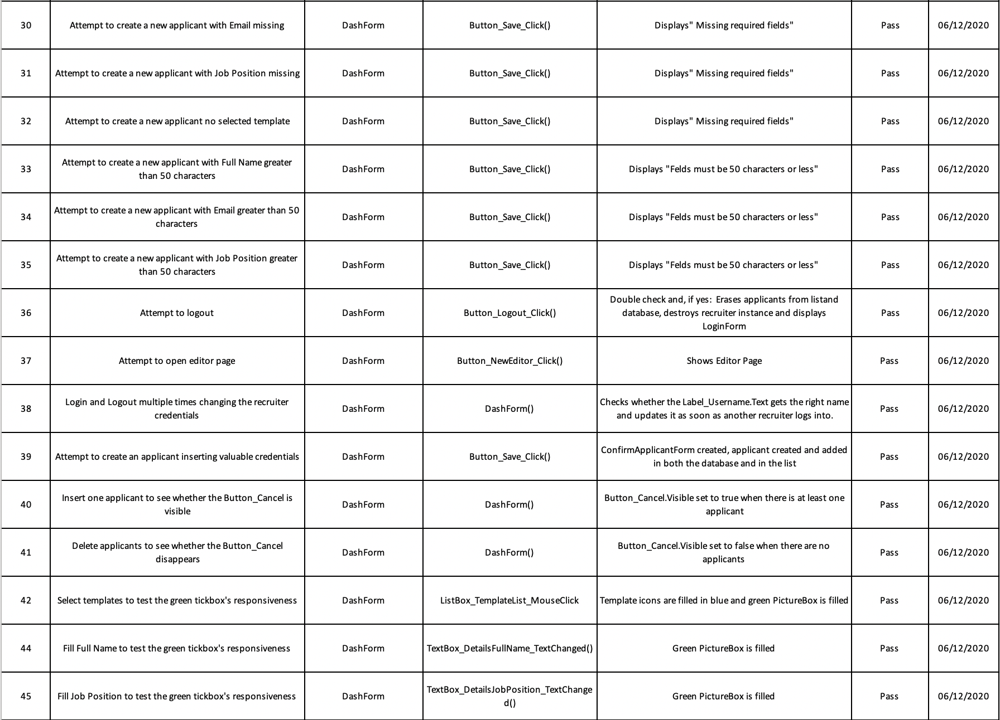 30 Attempt to create a new applicant with Email missing DashForm Button_Save_Click() Displays" Missing required fields" Pass 06/12/2020
31 Attempt to create a new applicant with Job Position missing DashForm Button_Save_Click() Displays" Missing required fields" Pass 06/12/2020
32 Attempt to create a new applicant no selected template DashForm Button_Save_Click() Displays" Missing required fields" Pass 06/12/2020
33 Attempt to create a new applicant with Full Name greater
than 50 characters DashForm Button_Save_Click() Displays "Felds must be 50 characters or less" Pass 06/12/2020
34 Attempt to create a new applicant with Email greater than 50
characters DashForm Button_Save_Click() Displays "Felds must be 50 characters or less" Pass 06/12/2020
35 Attempt to create a new applicant with Job Position greater
than 50 characters DashForm Button_Save_Click() Displays "Felds must be 50 characters or less" Pass 06/12/2020
36 Attempt to logout DashForm Button_Logout_Click() Double check and, if yes: Erases applicants from listand
database, destroys recruiter instance and displays
LoginForm Pass 06/12/2020
37 Attempt to open editor page DashForm Button_NewEditor_Click() Shows Editor Page Pass 06/12/2020
38 Login and Logout multiple times changing the recruiter
credentials DashForm DashForm() Checks whether the Label_Username.Text gets the right name
and updates it as soon as another recruiter logs into. Pass 06/12/2020
39 Attempt to create an applicant inserting valuable credentials DashForm Button_Save_Click() ConfirmApplicantForm created, applicant created and added
in both the database and in the list Pass 06/12/2020
40 Insert one applicant to see whether the Button_Cancel is
visible DashForm DashForm() Button_Cancel.Visible set to true when there is at least one
applicant Pass 06/12/2020
41 Delete applicants to see whether the Button_Cancel
disappears DashForm DashForm() Button_Cancel.Visible set to false when there are no
applicants Pass 06/12/2020
42 Select templates to test the green tickbox's responsiveness DashForm ListBox_TemplateList_MouseClick Template icons are filled in blue and green PictureBox is filled Pass 06/12/2020
44 Fill Full Name to test the green tickbox's responsiveness DashForm TextBox_DetailsFullName_TextChanged() Green PictureBox is filled Pass 06/12/2020
45 Fill Job Position to test the green tickbox's responsiveness DashForm TextBox_DetailsJobPosition_TextChange
d() Green PictureBox is filled Pass 06/12/2020